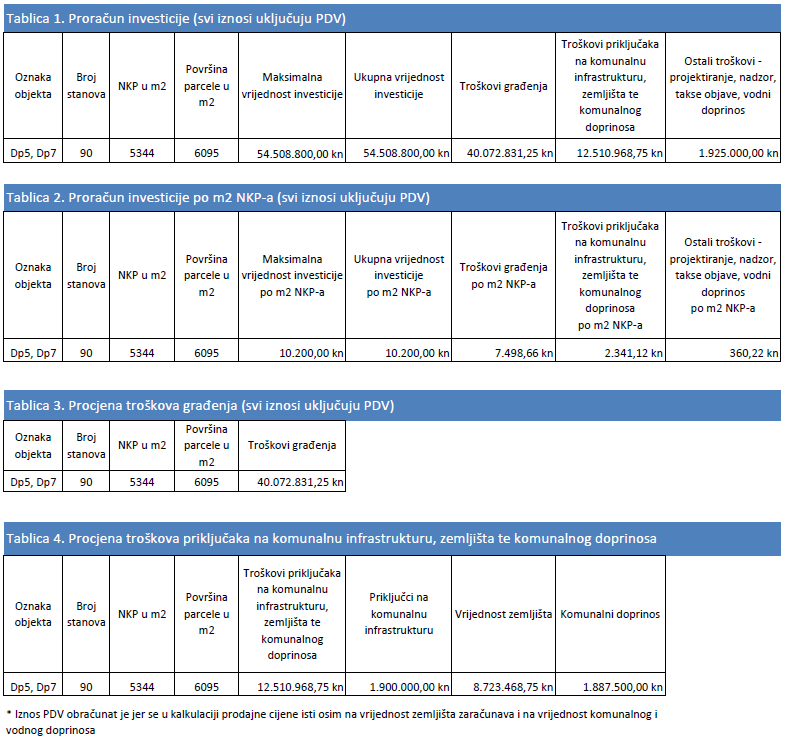 Tablica 1. Proračun investicije (svi iznosi uključuju PDV)
Oznaka objekta	Broj stanova	NKP u m2	Površina parcele u m2	Maksimalna vrijednost investicije	Ukupna vrijednost investicije	Troškovi građenja	Troškovi priključaka na komunalnu infrastrukturu, zemljišta te komunalnog doprinosa	Ostali troškovi - projektiranje, nadzor, takse objave, vodni doprinos
Dp5, Dp7	90	5344	6095	54.508.800,00 kn	54.508.800,00 kn	40.072.831,25 kn	12.510.968,75 kn	1.925.000,00 kn
Tablica 2. Proračun investicije po m2 NKP-a (svi iznosi uključuju PDV)
Oznaka objekta	Broj stanova	NKP u m2	Površina parcele u m2	Maksimalna vrijednost investicije po m2 NKP-a	Ukupna vrijednost investicije po m2 NKP-a	Troškovi građenja po m2 NKP-a	Troškovi priključaka na komunalnu infrastrukturu, zemljišta te komunalnog doprinosa po m2 NKP-a	Ostali troškovi - projektiranje, nadzor, takse objave, vodni doprinos po m2 NKP-a
Dp5, Dp7	90	5344	6095	10.200,00 kn	10.200,00 kn	7.498,66 kn	2.341,12 kn	360,22 kn
Tablica 3. Procjena troškova građenja (svi iznosi uključuju PDV)
Oznaka objekta	Broj stanova	NKP u m2	Površina parcele u m2	Troškovi građenja
Dp5, Dp7	90	5344	6095	40.072.831,25 kn
Tablica 4. Procjena troškova priključaka na komunalnu infrastrukturu, zemljišta te komunalnog doprinosa
Oznaka objekta	Broj stanova	NKP u m2	Površina parcele u m2	Troškovi priključaka na komunalnu infrastrukturu, zemljišta te komunalnog doprinosa	Priključci na komunalnu infrastrukturu	Vrijednost zemljišta	Komunalni doprinos
Dp5, Dp7	90	5344	6095	12.510.968,75 kn	1.900.000,00 kn	8.723.468,75 kn	1.887.500,00 kn
* Iznos PDV obračunat je jer se u kalkulaciji prodajne cijene isti osim na vrijednost zemljišta zaračunava i na vrijednost komunalnog i
vodnog doprinosa